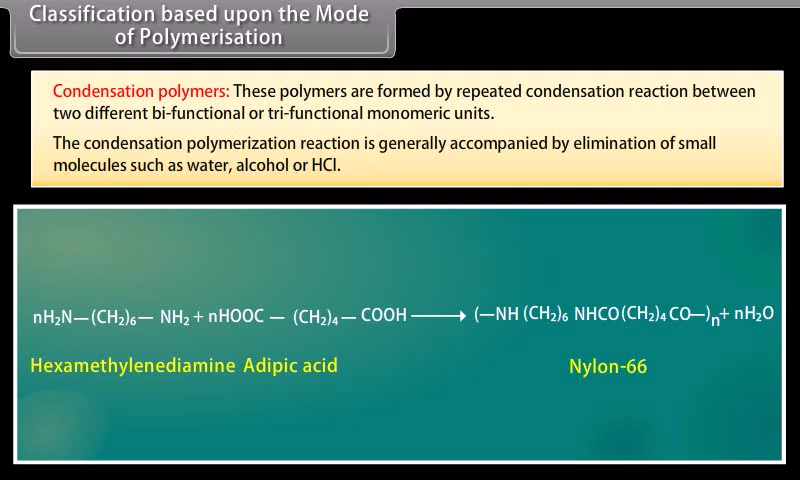 Classification based upon the Mode
of Polymerisation
Condensation polymers: These polymers are formed by repeated condensation reaction between
two different bi-functional or tri-functional monomeric units.
The condensation polymerization reaction is generally accompanied by elimination of small
molecules such as water, alcohol or HCl.
nH₂N—(CH₂)₆— NH₂ + nHOOC — (CH₂)₄ — COOH ⟶ (—NH (CH₂)₆ NHCO(CH₂)₄ CO—)ₙ+ nH₂O
Hexamethylenediamine Adipic acid Nylon-66